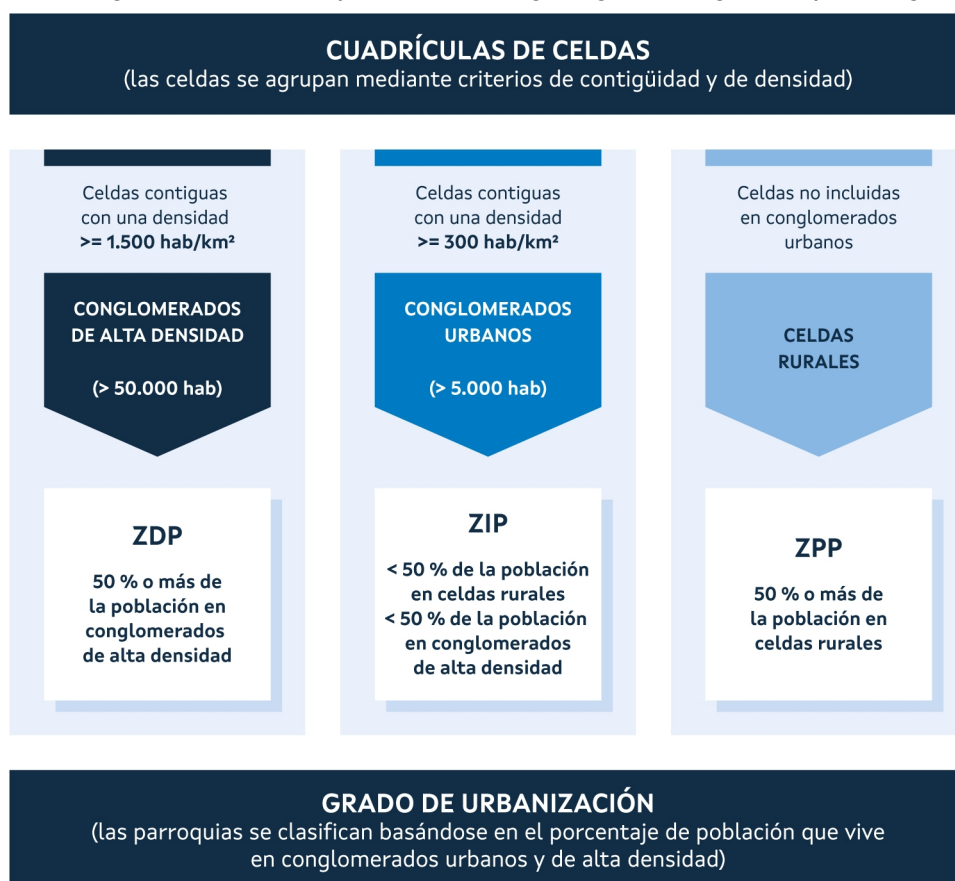 CUADRÍCULAS DE CELDAS
(las celdas se agrupan mediante criterios de contigüidad y de densidad)
Celdas contiguas
con una densidad
>= 1.500 hab/km²
CONGLOMERADOS
DE ALTA DENSIDAD
(> 50.000 hab)
ZDP
50 % o más de
la población en
conglomerados
de alta densidad
Celdas contiguas
con una densidad
>= 300 hab/km²
CONGLOMERADOS
URBANOS
(> 5.000 hab)
ZIP
< 50 % de la población
en celdas rurales
< 50 % de la población
en conglomerados
de alta densidad
Celdas no incluidas
en conglomerados
urbanos
CELDAS
RURALES
ZPP
50 % o más de
la población en
celdas rurales
GRADO DE URBANIZACIÓN
(las parroquias se clasifican basándose en el porcentaje de población que vive
en conglomerados urbanos y de alta densidad)